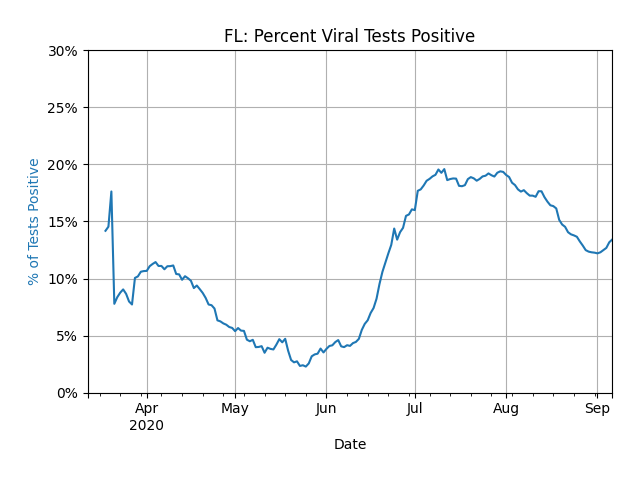 FL: Percent Viral Tests Positive
30%
25%
20%
15%
10%
5%
0%
% of Tests Positive
Apr
2020
May
Jun
Jul
Aug
Sep
Date